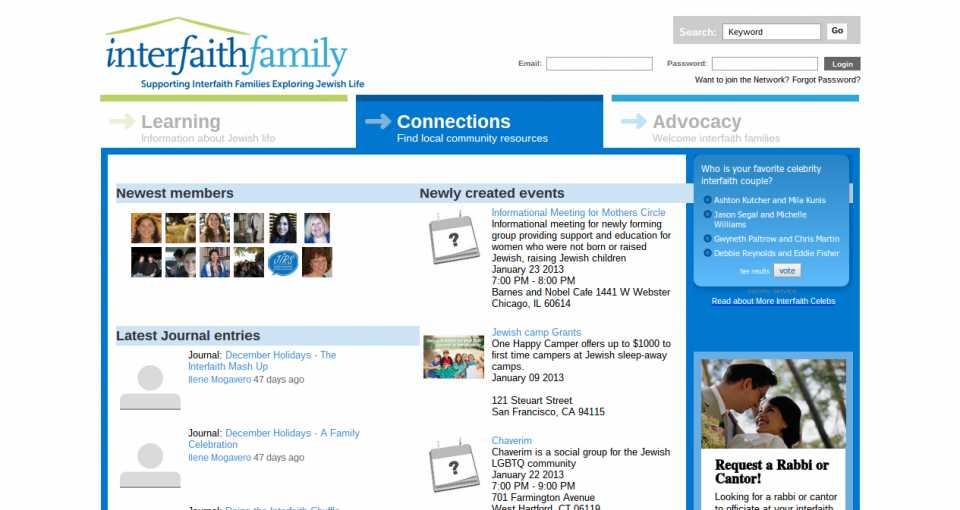 Search: Keyword Go
interfaithfamily
Supporting Interfaith Families Exploring Jewish Life
Email: Password: Login
Want to join the Network? Forgot Password?
Learning
Information about Jewish life
Connections
Find local community resources
Advocacy
Welcome interfaith families
Newest members
JIRS
Latest Journal entries
Journal: December Holidays - The
Interfaith Mash Up
Ilene Mogavero 47 days ago
Journal: December Holidays - A Family
Celebration
Ilene Mogavero 47 days ago
Journal: Doing the Interfaith Shuffle
Newly created events
?
Informational Meeting for Mothers Circle
Informational meeting for newly forming
group providing support and education for
women who were not born or raised
Jewish, raising Jewish children
January 23 2013
7:00 PM - 8:00 PM
Barnes and Nobel Cafe 1441 W Webster
Chicago, IL 60614
Jewish camp Grants
One Happy Camper offers up to $1000 to
first time campers at Jewish sleep-away
camps.
January 09 2013
121 Steuart Street
San Francisco, CA 94115
?
Chaverim
Chaverim is a social group for the Jewish
LGBTQ community
January 22 2013
7:00 PM - 9:00 PM
701 Farmington Avenue
West Hartford, CT 06119
Who is your favorite celebrity
interfaith couple?
Ashton Kutcher and Mila Kunis
Jason Segal and Michelle
Williams
Gwyneth Paltrow and Chris Martin
Debbie Reynolds and Eddie Fisher
See results vote
Read about More Interfaith Celebs
Request a Rabbi or
Cantor!
Looking for a rabbi or cantor
to officiate at your interfaith